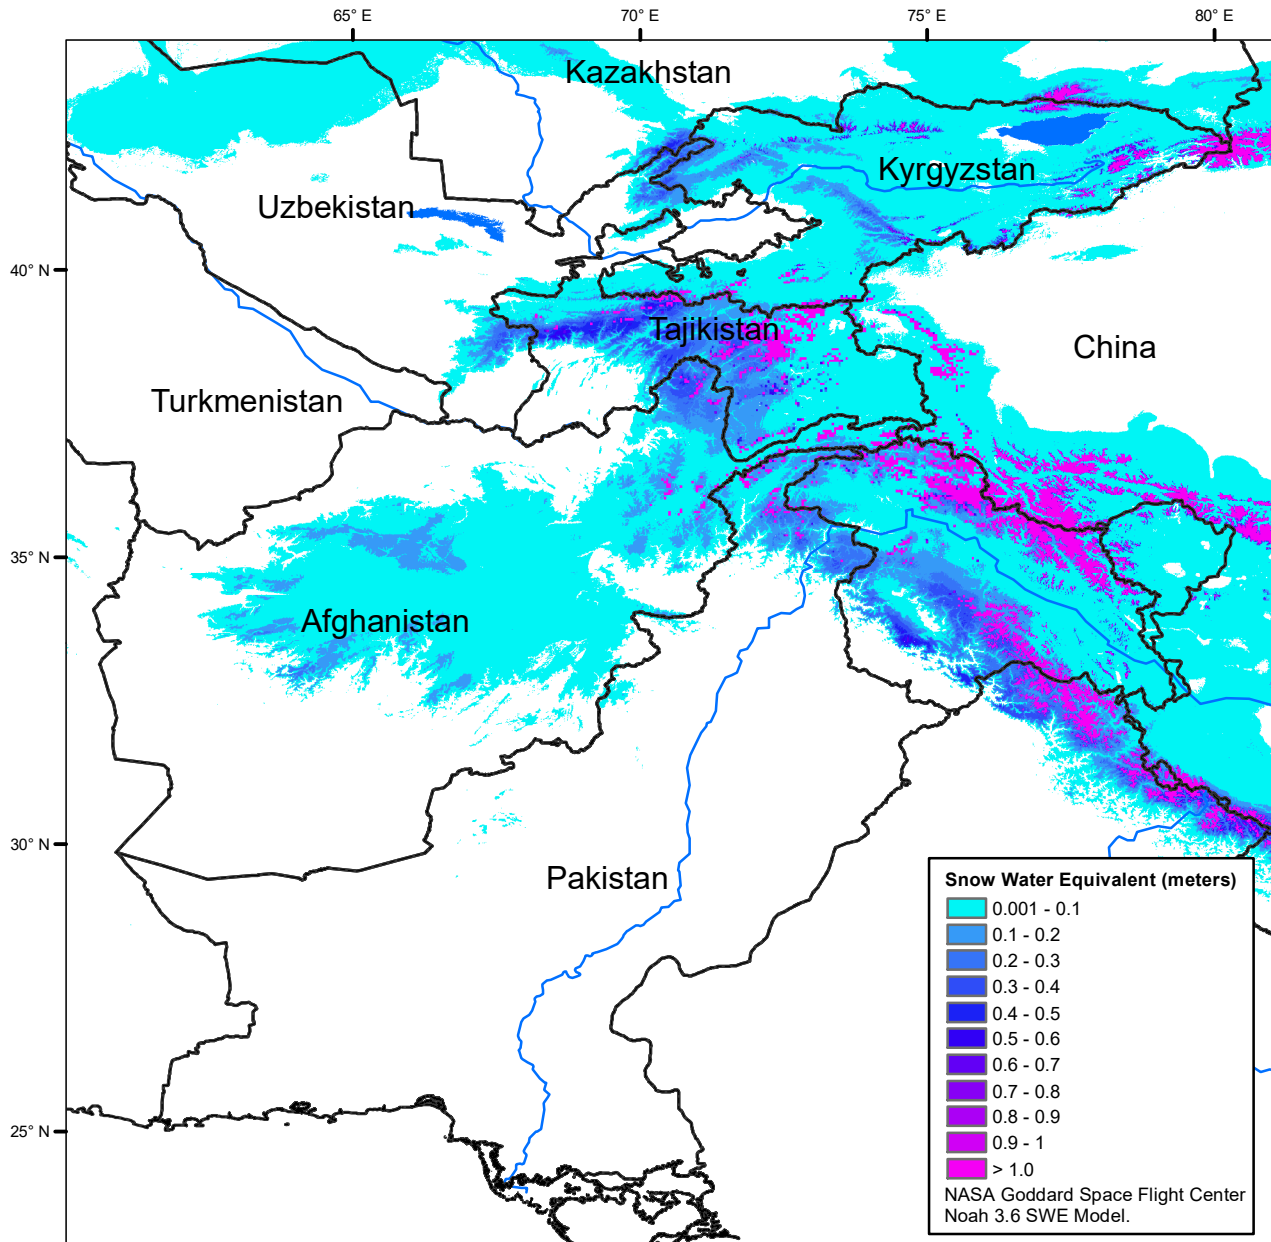 65° E
70° E
75° E
80° E
Kazakhstan
Kyrgyzstan
Uzbekistan
40° N
Tajikistan
China
Turkmenistan
35° N
Afghanistan
30° N
Pakistan
25° N
Snow Water Equivalent (meters)
0.001 - 0.1
0.1 - 0.2
0.2 - 0.3
0.3 - 0.4
0.4 - 0.5
0.5 - 0.6
0.6 - 0.7
0.7 - 0.8
0.8 - 0.9
0.9 - 1
> 1.0
NASA Goddard Space Flight Center
Noah 3.6 SWE Model.